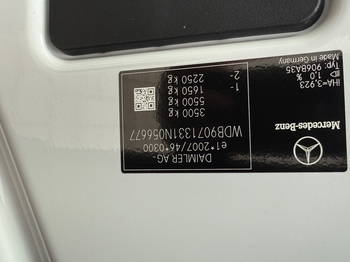 DAIMLER AG
e1*2007/46*0300
WDB9071331N056677
3500 kg
5500 kg
1- 1650 kg
2- 2250 kg
Mercedes-Benz
iHA=3,923
1,0 %
Typ: 906BA35
Made in Germany